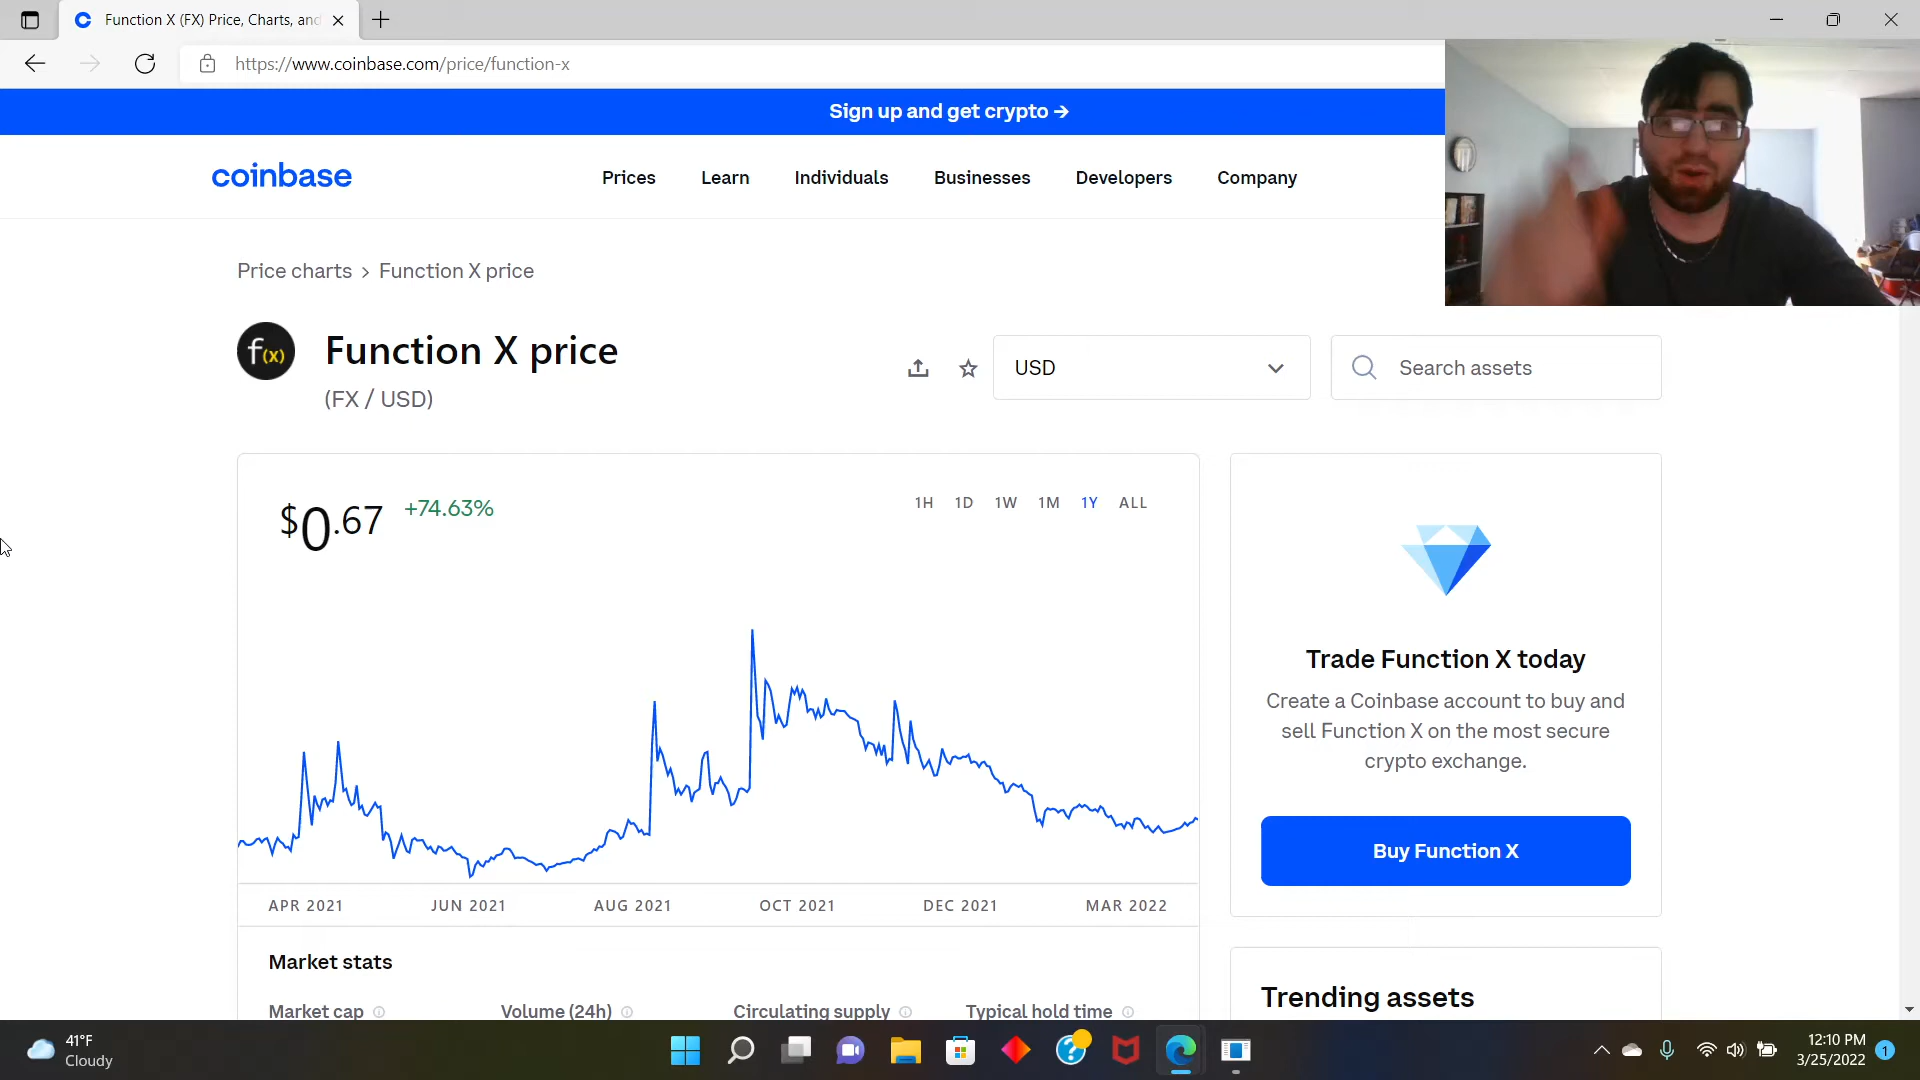 Function X (FX) Price, Charts, and
https://www.coinbase.com/price/function-x
Sign up and get crypto →
coinbase
Prices Learn Individuals Businesses Developers Company
Price charts › Function X price
f(x)
Function X price
(FX / USD)
USD
Search assets
$0.67 +74.63%
1H 1D 1W 1M 1Y ALL
APR 2021 JUN 2021 AUG 2021 OCT 2021 DEC 2021 MAR 2022
Market stats
Market cap Volume (24h) Circulating supply Typical hold time
Trade Function X today
Create a Coinbase account to buy and
sell Function X on the most secure
crypto exchange.
Buy Function X
Trending assets
41°F
Cloudy
12:10 PM
3/25/2022
1